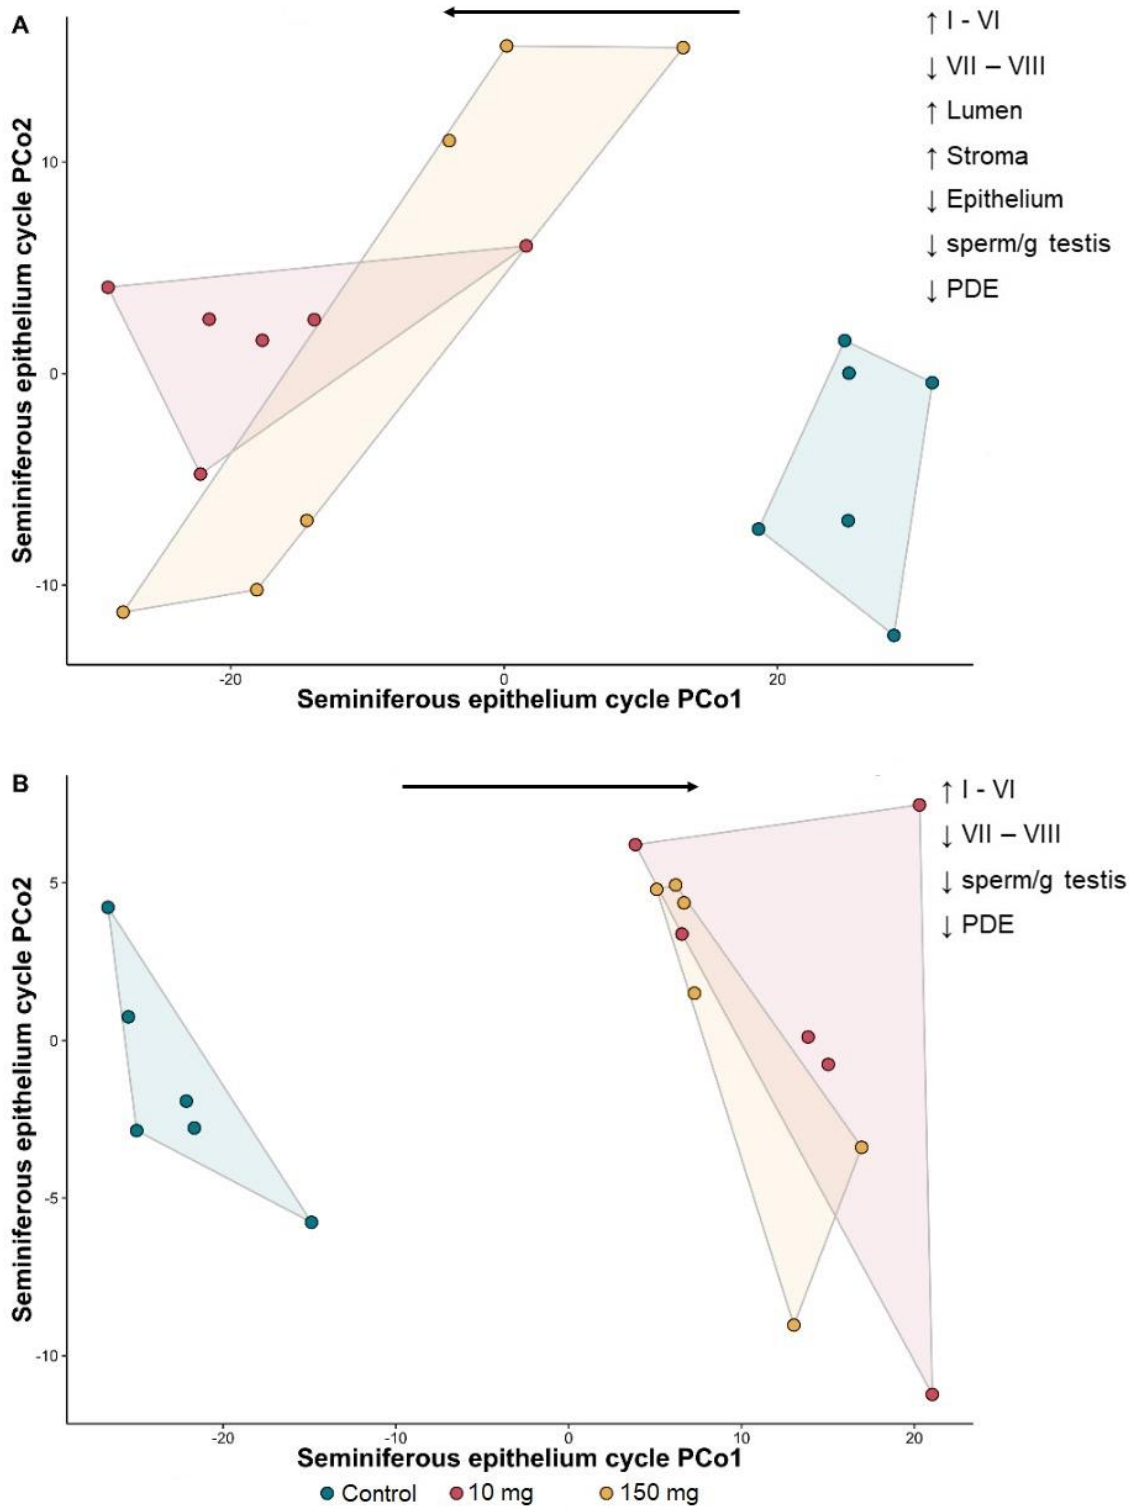 A
↑ I - VI
↓ VII – VIII
↑ Lumen
↑ Stroma
↓ Epithelium
↓ sperm/g testis
↓ PDE
Seminiferous epithelium cycle PCo2
10
0
-10
-20
0
20
Seminiferous epithelium cycle PCo1
B
↑ I - VI
↓ VII – VIII
↓ sperm/g testis
↓ PDE
Seminiferous epithelium cycle PCo2
5
0
-5
-10
-20
-10
0
10
20
Seminiferous epithelium cycle PCo1
Control
10 mg
150 mg